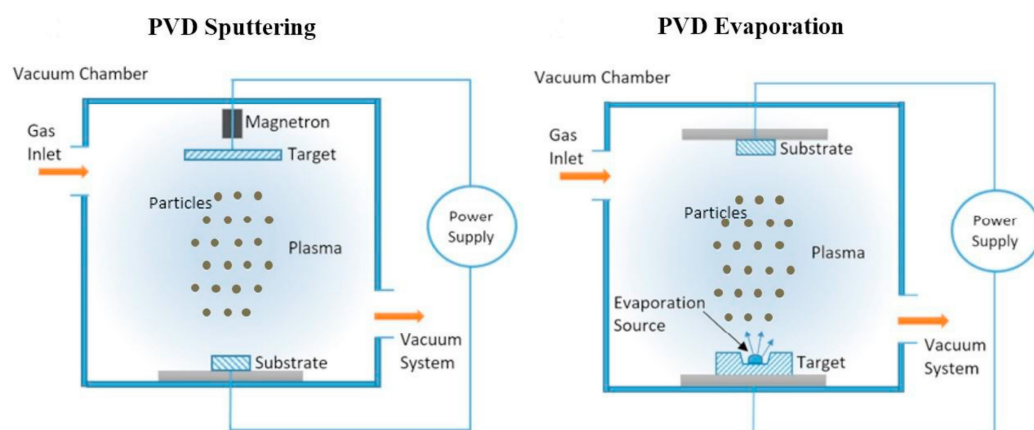 PVD Sputtering
Vacuum Chamber
Gas
Inlet
Magnetron
Target
Particles
Plasma
Power
Supply
Substrate
Vacuum
System
PVD Evaporation
Vacuum Chamber
Gas
Inlet
Substrate
Particles
Plasma
Power
Supply
Evaporation
Source
Target
Vacuum
System